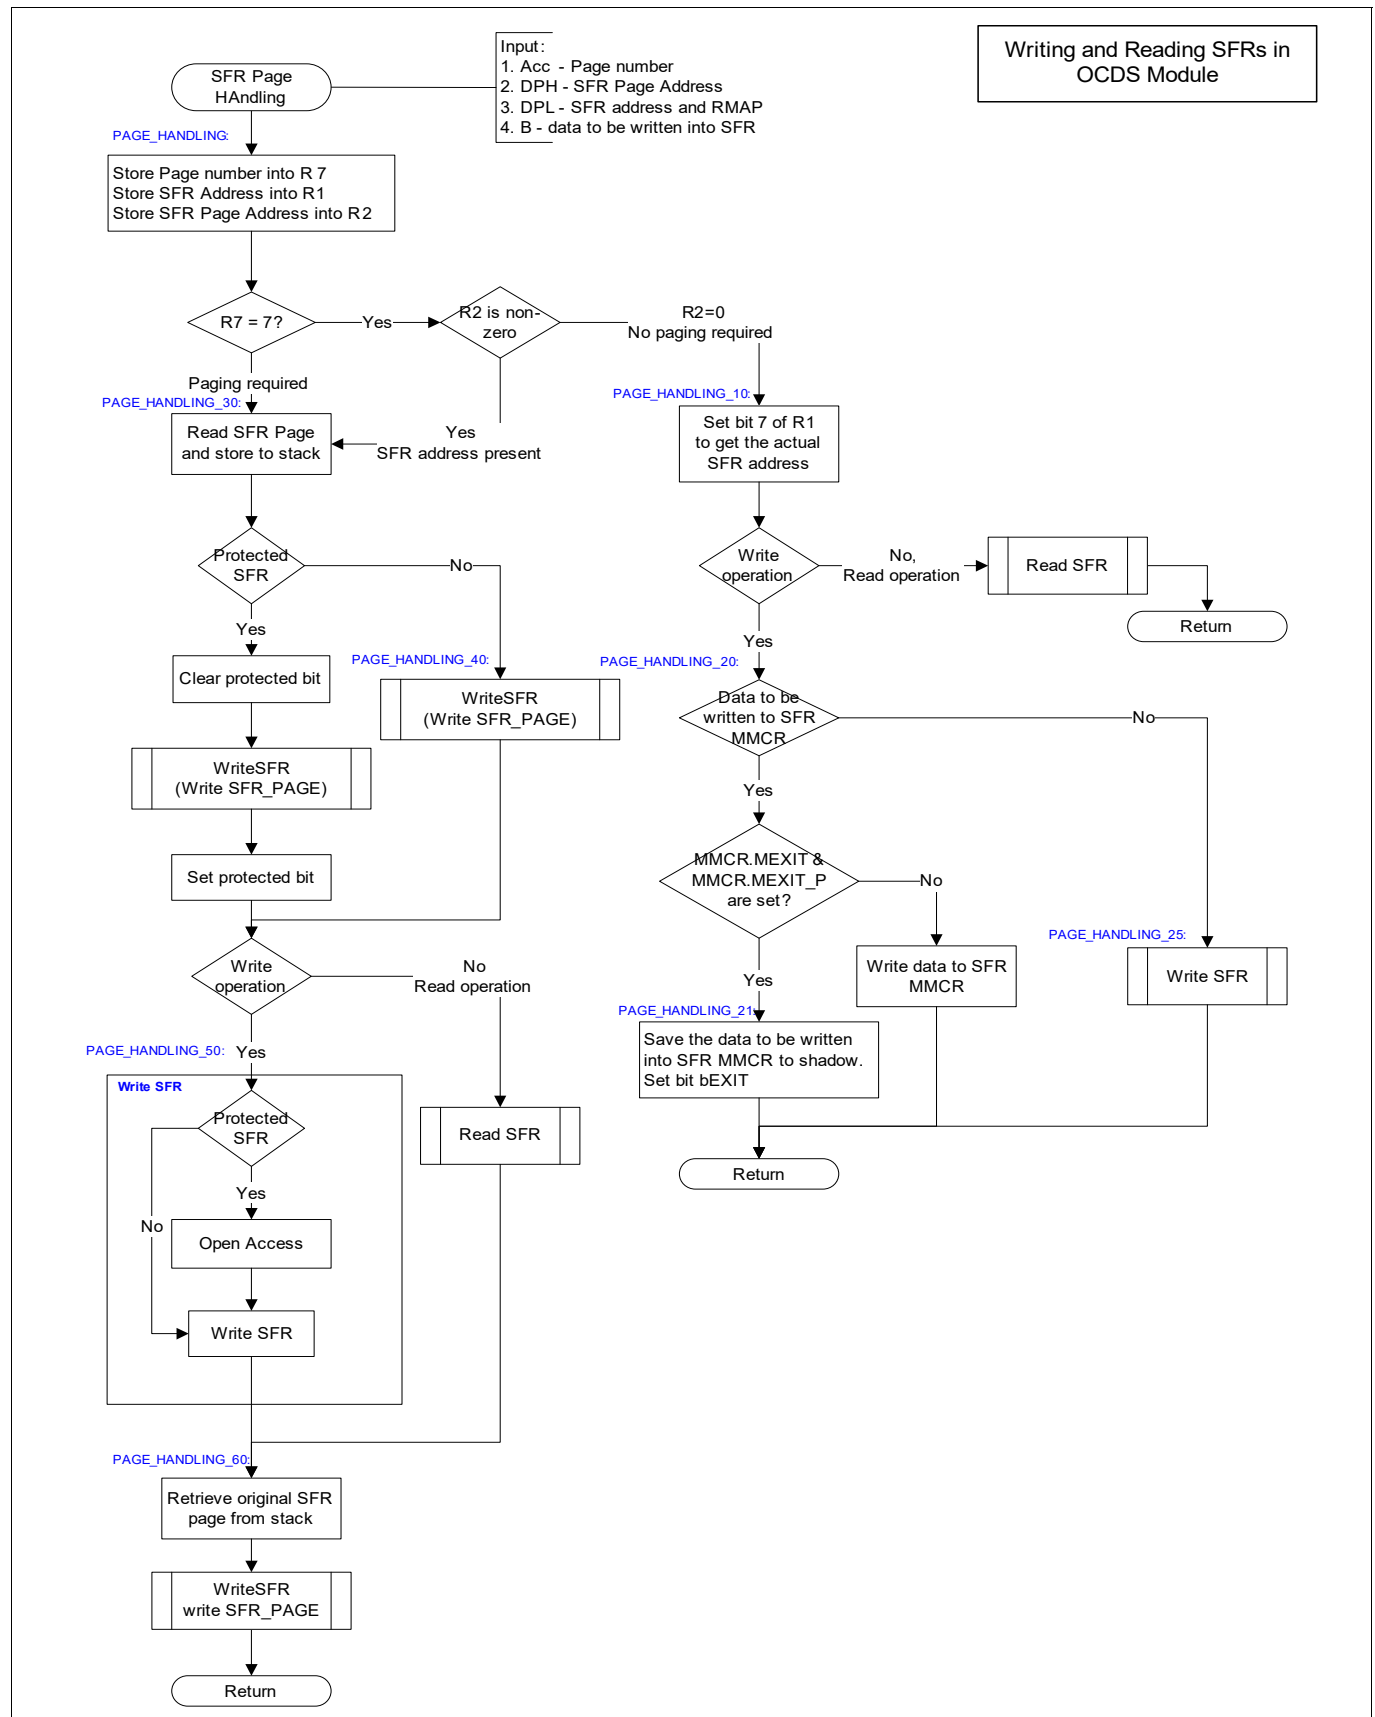 Writing and Reading SFRs in
OCDS Module
Input:
1. Acc - Page number
2. DPH - SFR Page Address
3. DPL - SFR address and RMAP
4. B - data to be written into SFR
SFR Page
HAndling
PAGE_HANDLING:
Store Page number into R 7
Store SFR Address into R1
Store SFR Page Address into R2
R7 = 7?
Yes
R2 is non-
zero
R2=0
No paging required
Paging required
PAGE_HANDLING_30:
Read SFR Page
and store to stack
Yes
SFR address present
PAGE_HANDLING_10:
Set bit 7 of R1
to get the actual
SFR address
Protected
SFR
No
Yes
Write
operation
No,
Read operation
Read SFR
Return
Yes
Clear protected bit
PAGE_HANDLING_40:
WriteSFR
(Write SFR_PAGE)
PAGE_HANDLING_20:
Data to be
written to SFR
MMCR
No
WriteSFR
(Write SFR_PAGE)
Yes
Set protected bit
MMCR.MEXIT &
MMCR.MEXIT_P
are set?
No
Write
operation
No
Read operation
Yes
Write data to SFR
MMCR
PAGE_HANDLING_25:
Write SFR
PAGE_HANDLING_21:
Save the data to be written
into SFR MMCR to shadow.
Set bit bEXIT
PAGE_HANDLING_50:
Yes
Write SFR
Protected
SFR
Read SFR
Return
Yes
No
Open Access
Write SFR
PAGE_HANDLING_60:
Retrieve original SFR
page from stack
WriteSFR
write SFR_PAGE
Return